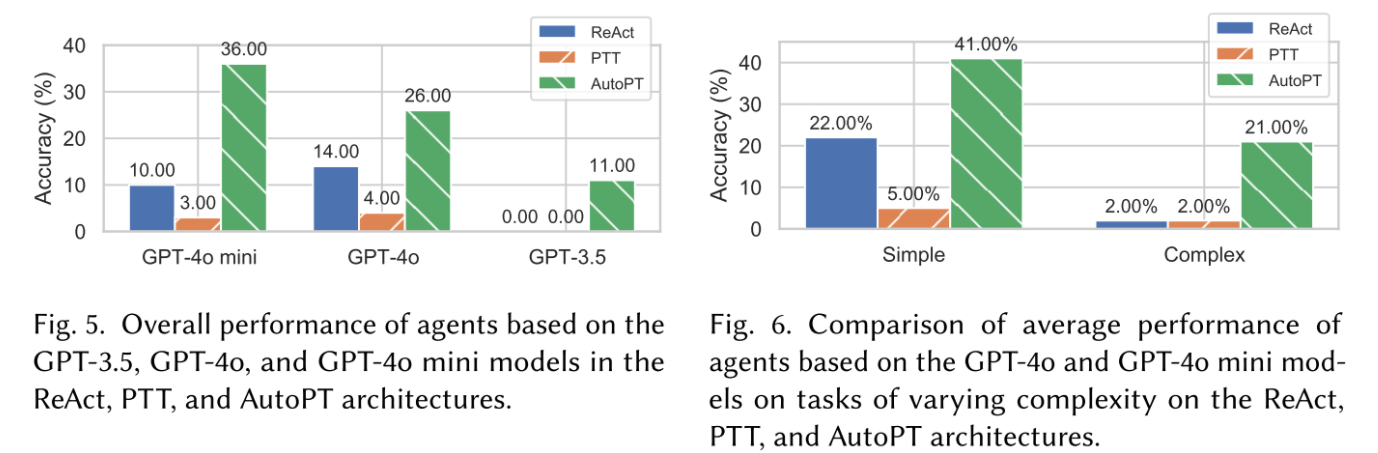 ReAct
PTT
AutoPT
Accuracy (%)
40
30
20
10
0
10.00
3.00
36.00
14.00
4.00
26.00
0.00
0.00
11.00
GPT-4o mini
GPT-4o
GPT-3.5
Fig. 5. Overall performance of agents based on the
GPT-3.5, GPT-4o, and GPT-4o mini models in the
ReAct, PTT, and AutoPT architectures.
ReAct
PTT
AutoPT
Accuracy (%)
40
30
20
10
0
22.00%
5.00%
41.00%
2.00%
2.00%
21.00%
Simple
Complex
Fig. 6. Comparison of average performance of
agents based on the GPT-4o and GPT-4o mini mod-
els on tasks of varying complexity on the ReAct,
PTT, and AutoPT architectures.